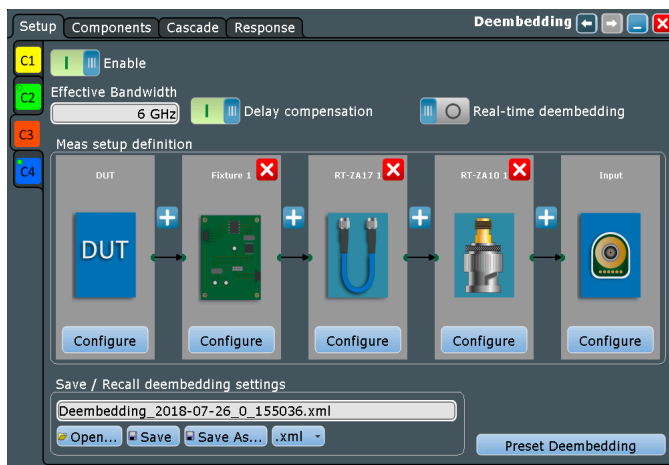 Setup Components Cascade Response Deembedding
C1 Enable
C2 Effective Bandwidth
6 GHz Delay compensation Real-time deembedding
C3 Meas setup definition
C4 DUT Fixture 1 RT-ZA17 1 RT-ZA10 1 Input
DUT
Configure Configure Configure Configure Configure
Save / Recall deembedding settings
Deembedding_2018-07-26_0_155036.xml
Open... Save Save As... .xml Preset Deembedding